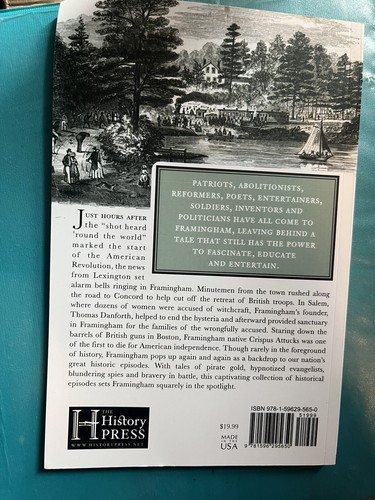 PATRIOTS, ABOLITIONISTS,
REFORMERS, POETS, ENTERTAINERS,
SOLDIERS, INVENTORS AND
POLITICIANS HAVE ALL COME TO
FRAMINGHAM, LEAVING BEHIND A
TALE THAT STILL HAS THE POWER
TO FASCINATE, EDUCATE
AND ENTERTAIN.
JUST HOURS AFTER
the "shot heard
'round the world"
marked the start
of the American
Revolution, the news
from Lexington set
alarm bells ringing in Framingham. Minutemen from the town rushed along
the road to Concord to help cut off the retreat of British troops. In Salem,
where dozens of women were accused of witchcraft, Framingham's founder,
Thomas Danforth, helped to end the hysteria and afterward provided sanctuary
in Framingham for the families of the wrongfully accused. Staring down the
barrels of British guns in Boston, Framingham native Crispus Attucks was one
of the first to die for American independence. Though rarely in the foreground
of history, Framingham pops up again and again as a backdrop to our nation's
great historic episodes. With tales of pirate gold, hypnotized evangelists,
blundering spies and bravery in battle, this captivating collection of historical
episodes sets Framingham squarely in the spotlight.
H
THE
History
PRESS
WWW.HISTORYPRESS.NET
$19.99
MADE
IN THE
USA
ISBN 978-1-59629-565-0
51999
9 781596 295650